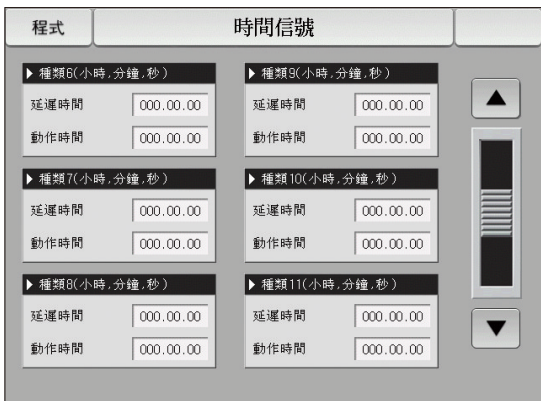 程式
時間信號
▶ 種類6(小時,分鐘,秒)
延遲時間 000.00.00
動作時間 000.00.00
▶ 種類7(小時,分鐘,秒)
延遲時間 000.00.00
動作時間 000.00.00
▶ 種類8(小時,分鐘,秒)
延遲時間 000.00.00
動作時間 000.00.00
▶ 種類9(小時,分鐘,秒)
延遲時間 000.00.00
動作時間 000.00.00
▶ 種類10(小時,分鐘,秒)
延遲時間 000.00.00
動作時間 000.00.00
▶ 種類11(小時,分鐘,秒)
延遲時間 000.00.00
動作時間 000.00.00